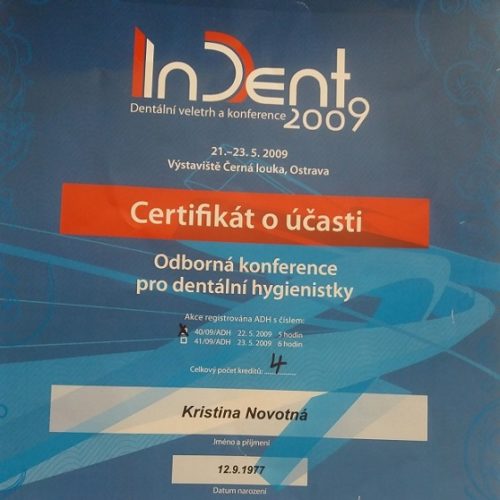 InDent
Dentální veletrh a konference
2009
21.–23. 5. 2009
Výstaviště Černá louka, Ostrava
Certifikát o účasti
Odborná konference
pro dentální hygienistky
Akce registrována ADH s číslem:
X 40/09/ADH 22. 5. 2009 5 hodin
41/09/ADH 23. 5. 2009 6 hodin
Celkový počet kreditů: 4
Kristina Novotná
Jméno a příjmení
12.9.1977
Datum narození